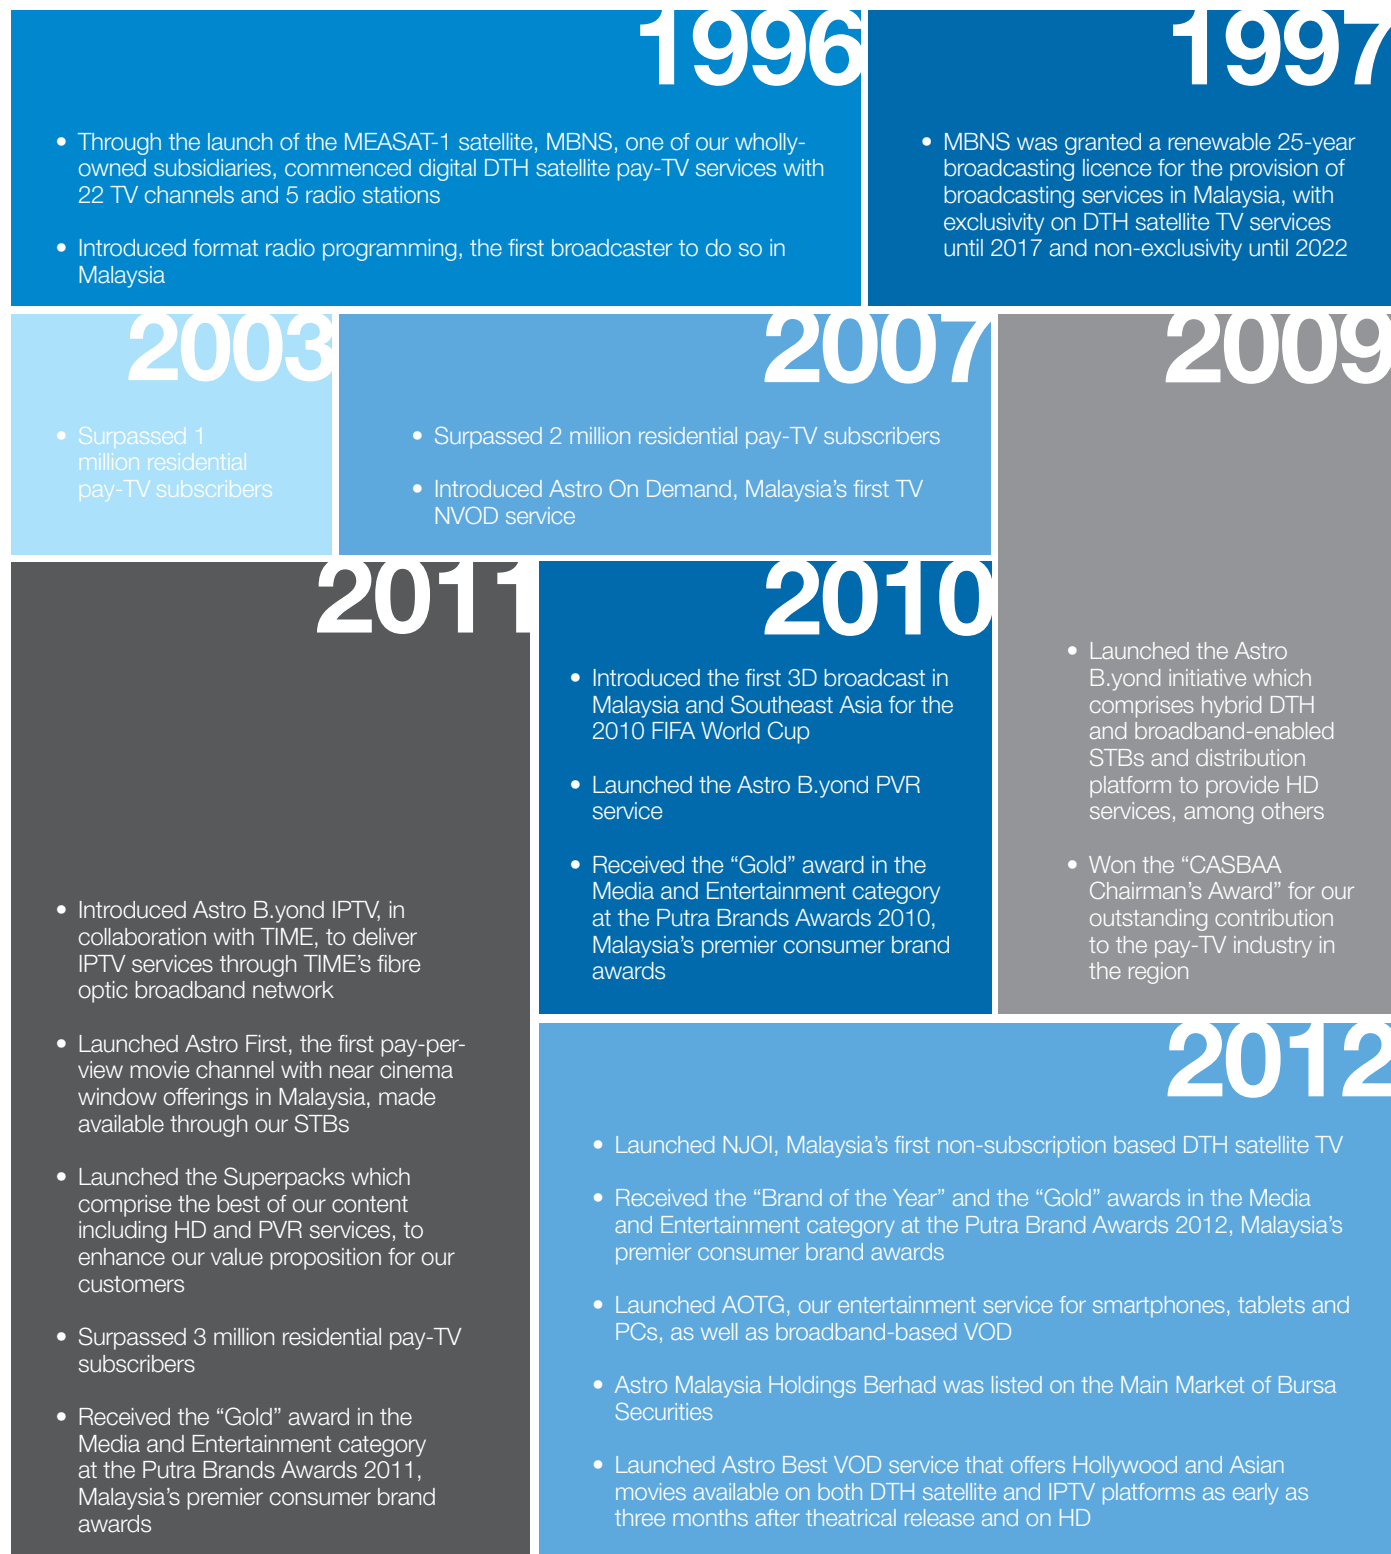 1996
• Through the launch of the MEASAT-1 satellite, MBNS, one of our wholly-
owned subsidiaries, commenced digital DTH satellite pay-TV services with
22 TV channels and 5 radio stations
• Introduced format radio programming, the first broadcaster to do so in
Malaysia
1997
• MBNS was granted a renewable 25-year
broadcasting licence for the provision of
broadcasting services in Malaysia, with
exclusivity on DTH satellite TV services
until 2017 and non-exclusivity until 2022
2003
• Surpassed 1
million residential
pay-TV subscribers
2007
• Surpassed 2 million residential pay-TV subscribers
• Introduced Astro On Demand, Malaysia’s first TV
NVOD service
2009
• Launched the Astro
B.yond initiative which
comprises hybrid DTH
and broadband-enabled
STBs and distribution
platform to provide HD
services, among others
• Won the “CASBAA
Chairman’s Award” for our
outstanding contribution
to the pay-TV industry in
the region
2010
• Introduced the first 3D broadcast in
Malaysia and Southeast Asia for the
2010 FIFA World Cup
• Launched the Astro B.yond PVR
service
• Received the “Gold” award in the
Media and Entertainment category
at the Putra Brands Awards 2010,
Malaysia’s premier consumer brand
awards
2011
• Introduced Astro B.yond IPTV, in
collaboration with TIME, to deliver
IPTV services through TIME’s fibre
optic broadband network
• Launched Astro First, the first pay-per-
view movie channel with near cinema
window offerings in Malaysia, made
available through our STBs
• Launched the Superpacks which
comprise the best of our content
including HD and PVR services, to
enhance our value proposition for our
customers
• Surpassed 3 million residential pay-TV
subscribers
• Received the “Gold” award in the
Media and Entertainment category
at the Putra Brands Awards 2011,
Malaysia’s premier consumer brand
awards
2012
• Launched NJOI, Malaysia’s first non-subscription based DTH satellite TV
• Received the “Brand of the Year” and the “Gold” awards in the Media
and Entertainment category at the Putra Brand Awards 2012, Malaysia’s
premier consumer brand awards
• Launched AOTG, our entertainment service for smartphones, tablets and
PCs, as well as broadband-based VOD
• Astro Malaysia Holdings Berhad was listed on the Main Market of Bursa
Securities
• Launched Astro Best VOD service that offers Hollywood and Asian
movies available on both DTH satellite and IPTV platforms as early as
three months after theatrical release and on HD